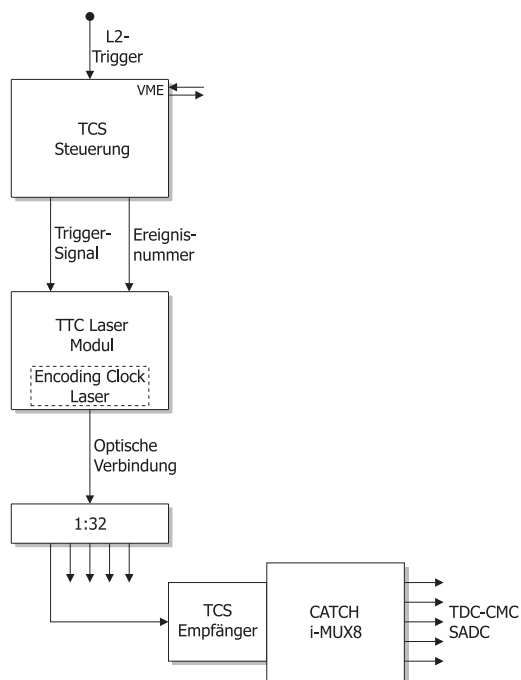 L2-
Trigger
VME
TCS
Steuerung
Trigger-
Signal
Ereignis-
nummer
TTC Laser
Modul
Encoding Clock
Laser
Optische
Verbindung
1:32
TCS
Empfänger
CATCH
i-MUX8
TDC-CMC
SADC